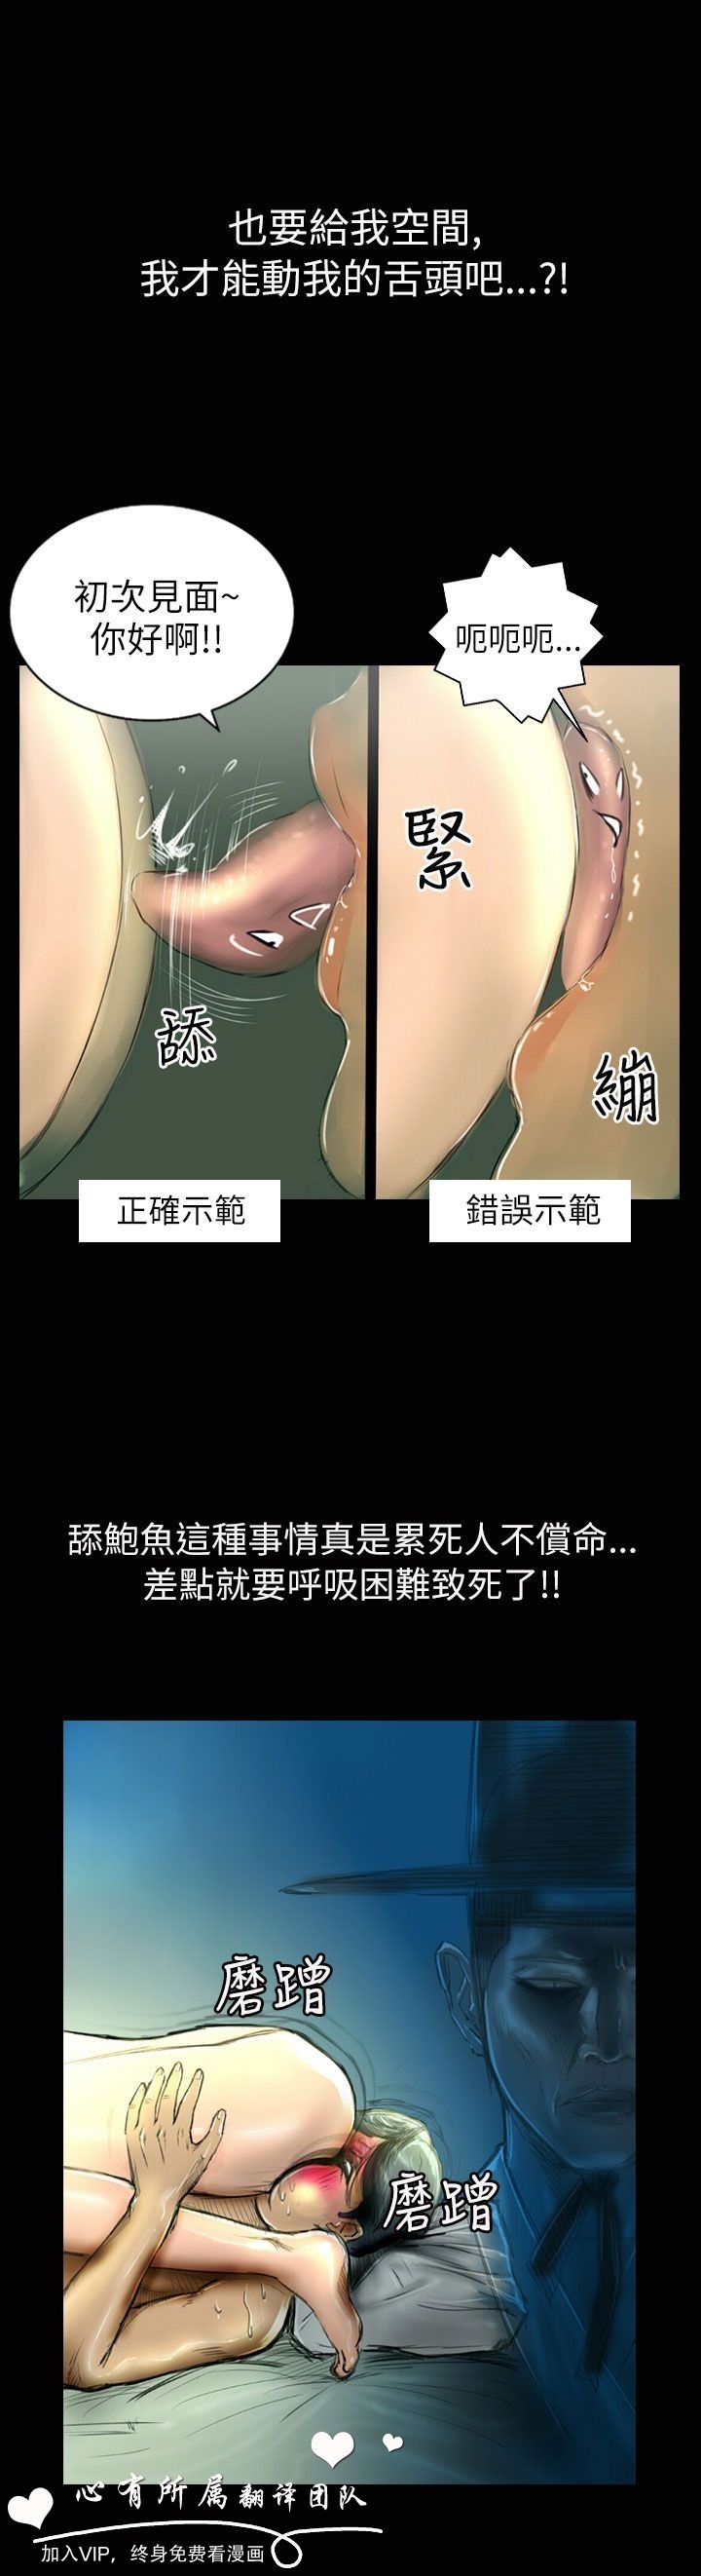 也要給我空間,
我才能動我的舌頭吧...?!
初次見面~
你好啊!!
呃呃呃...
緊
舔
繃
正確示範
錯誤示範
舔鮑魚這種事情真是累死人不償命...
差點就要呼吸困難致死了!!
磨蹭
磨蹭
心有所属翻译团队
加入VIP，终身免费看漫画